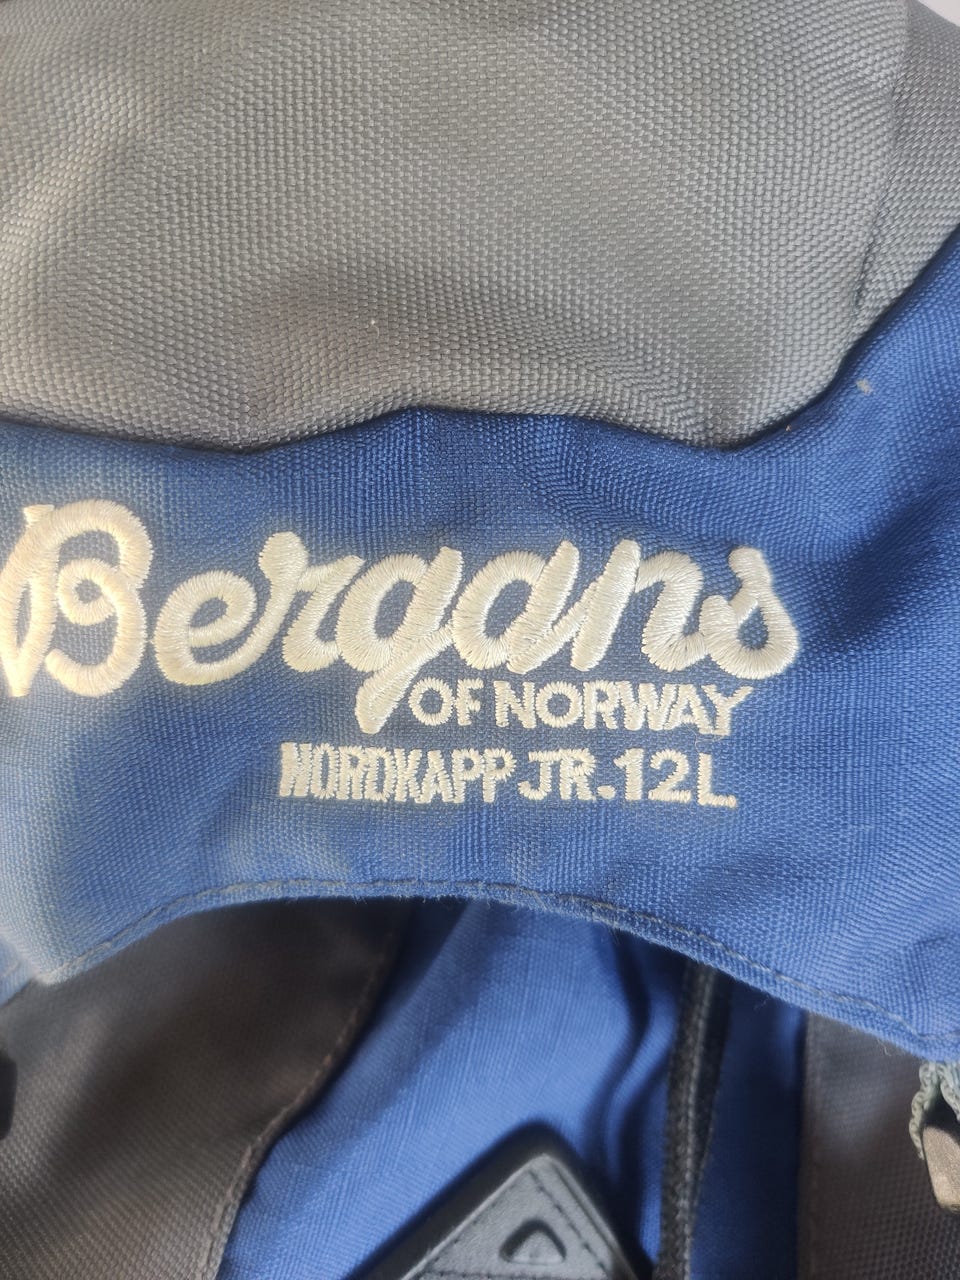 Bergans
OF NORWAY
NORDKAPP JR.12L